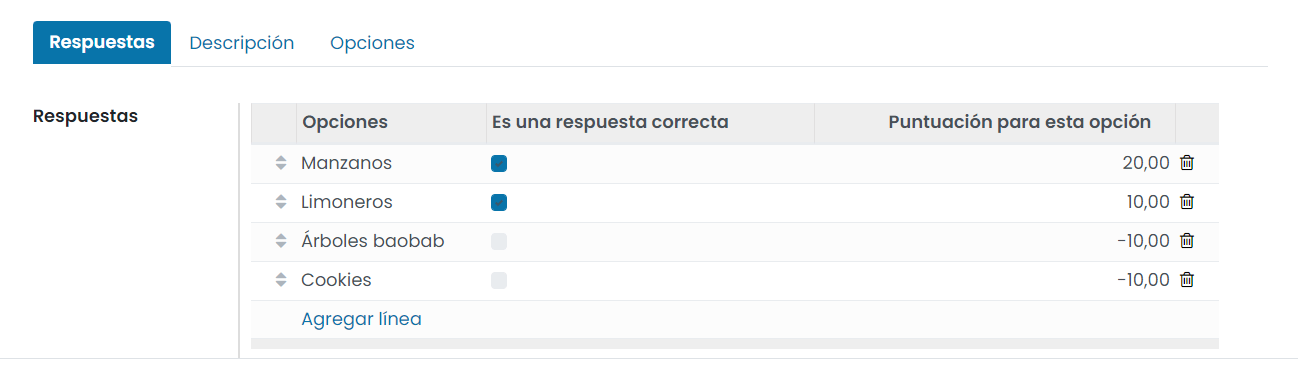 Respuestas Descripción Opciones
Respuestas
Opciones Es una respuesta correcta Puntuación para esta opción
Manzanos 20,00
Limoneros 10,00
Árboles baobab -10,00
Cookies -10,00
Agregar línea